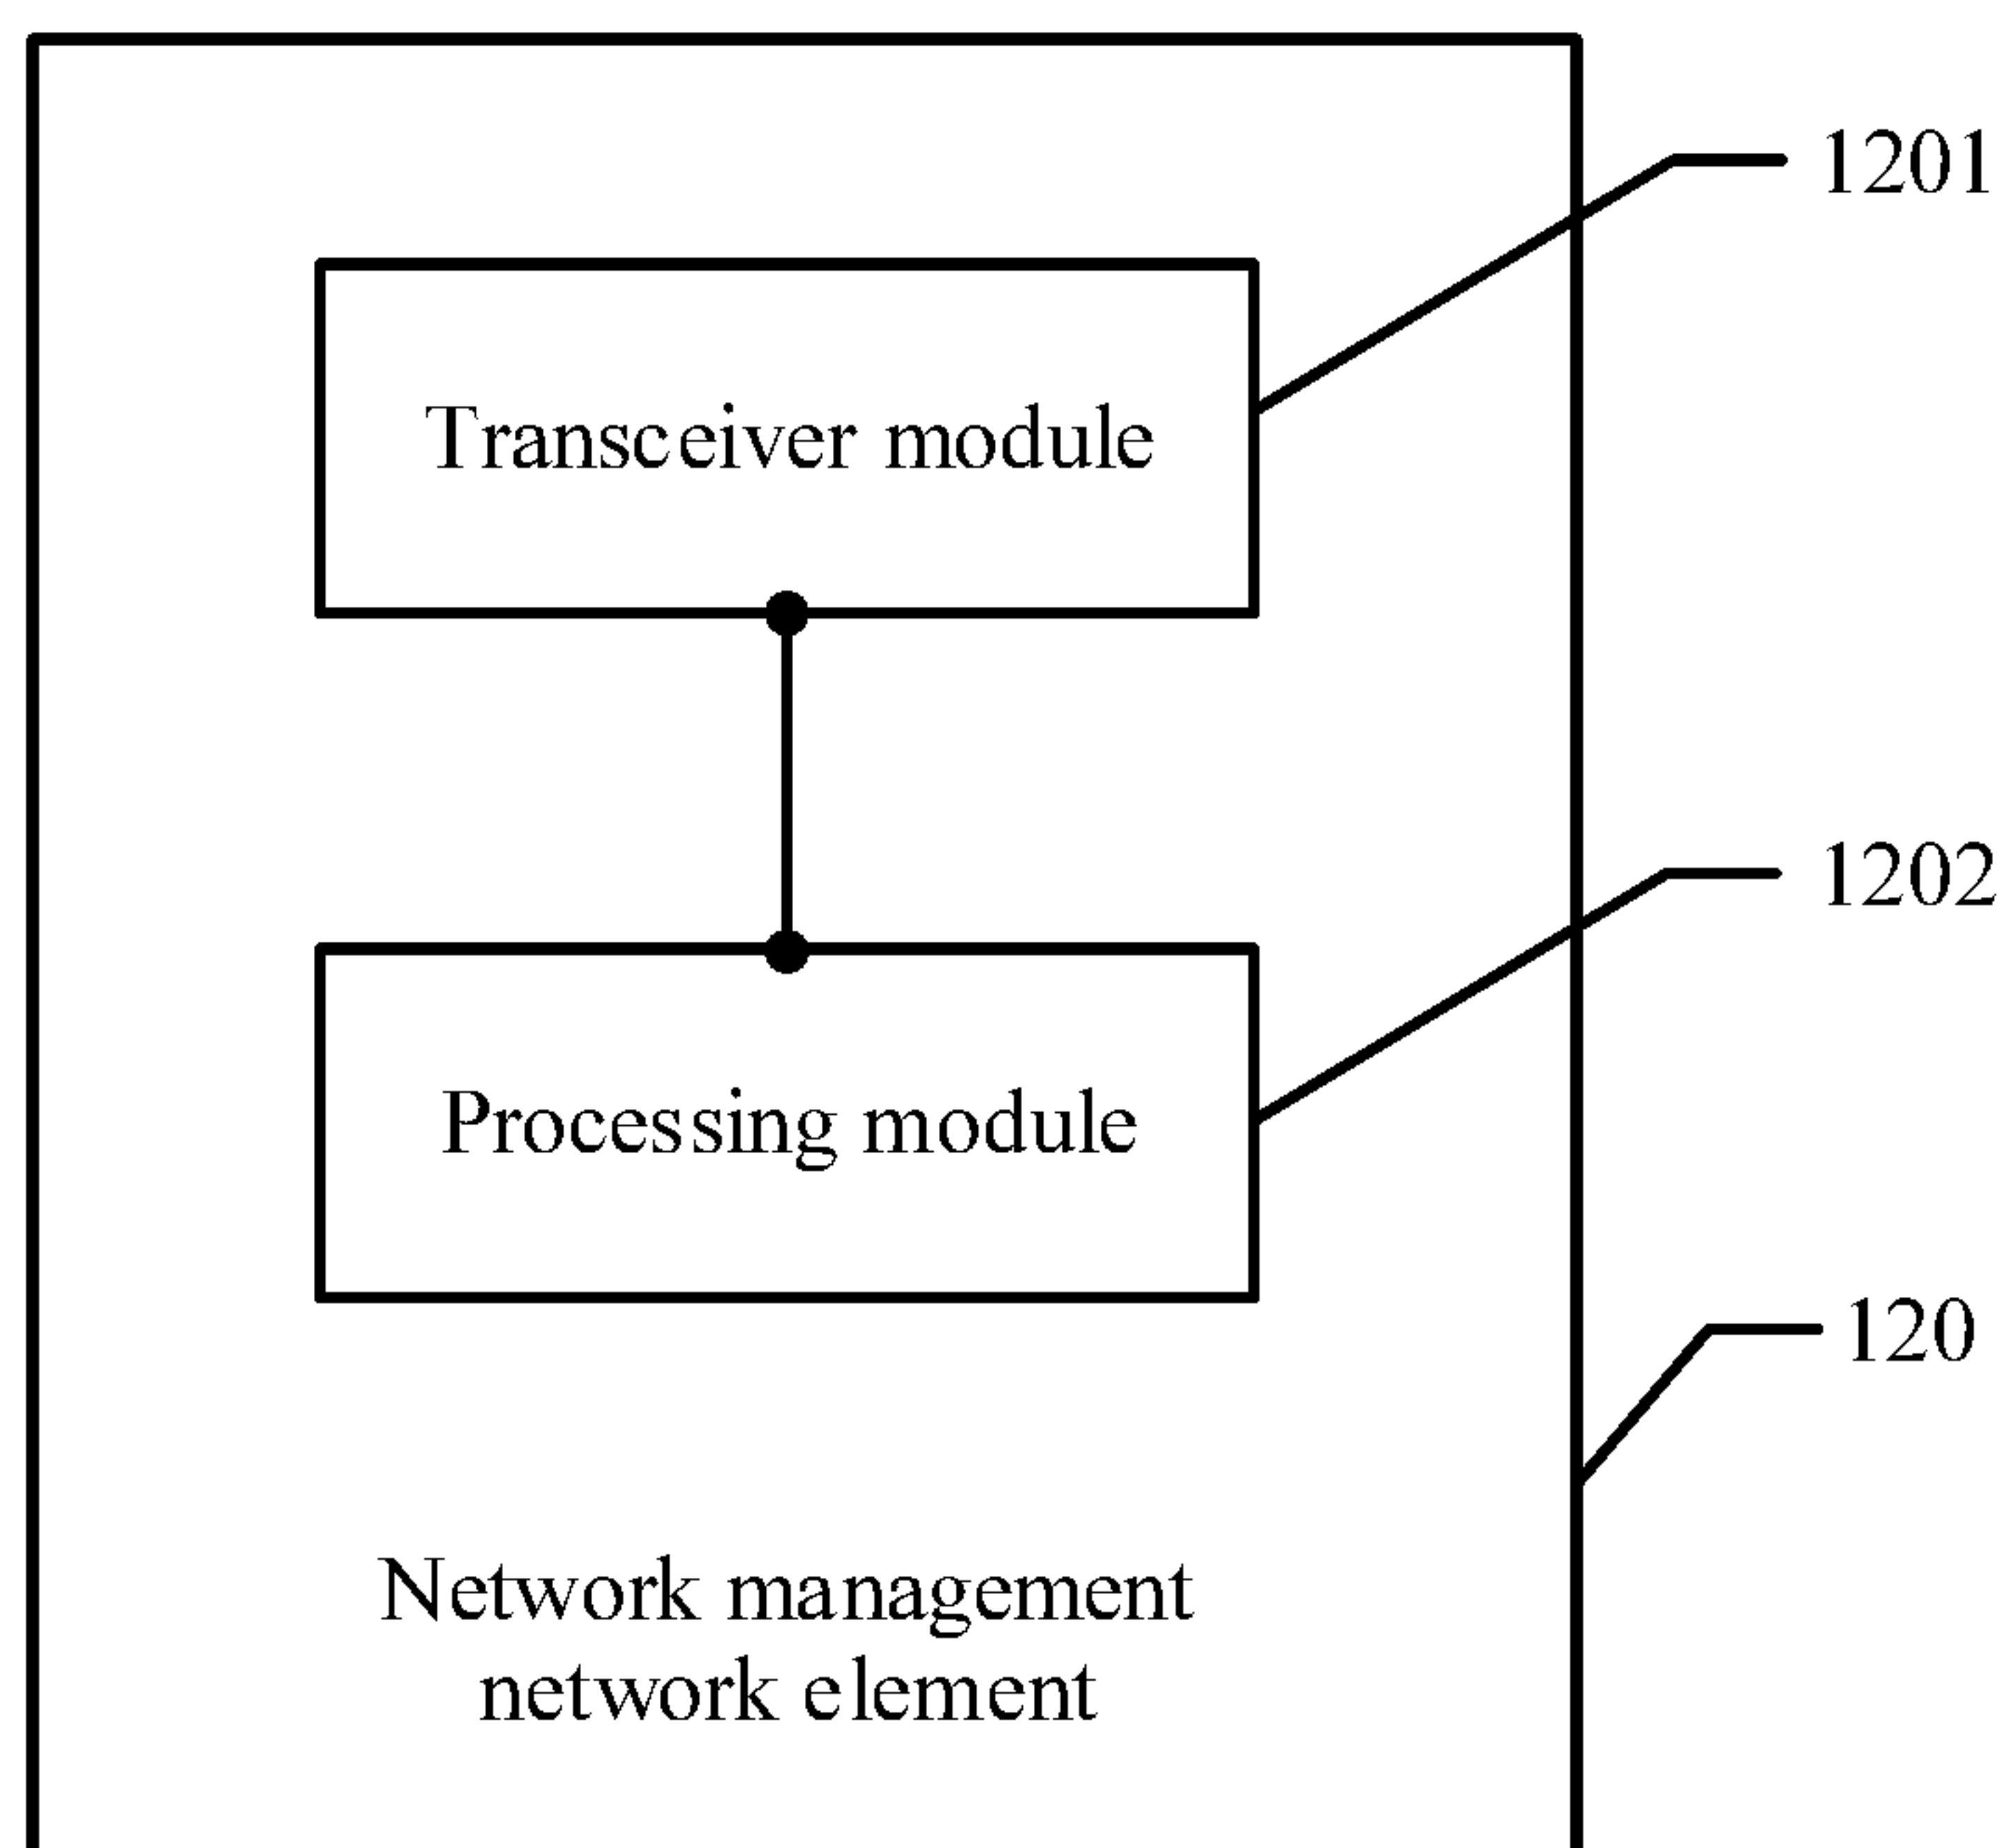 1201
Transceiver module
1202
Processing module
120
Network management
network element